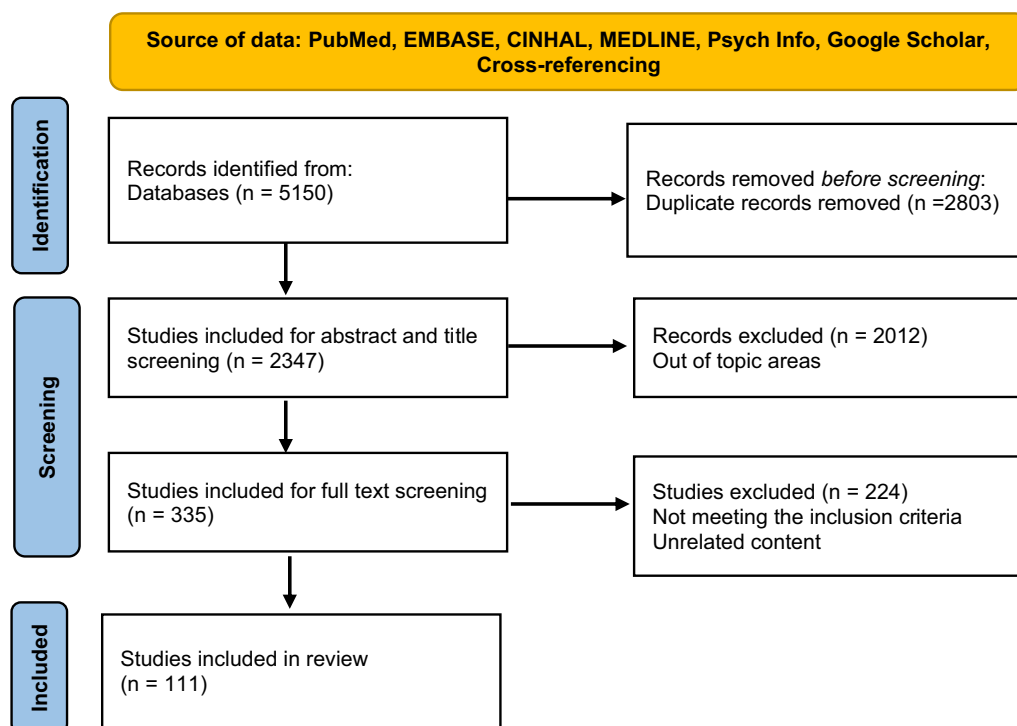 Source of data: PubMed, EMBASE, CINHAL, MEDLINE, Psych Info, Google Scholar,
Cross-referencing
Identification
Records identified from:
Databases (n = 5150)
Records removed before screening:
Duplicate records removed (n =2803)
Screening
Studies included for abstract and title
screening (n = 2347)
Records excluded (n = 2012)
Out of topic areas
Studies included for full text screening
(n = 335)
Studies excluded (n = 224)
Not meeting the inclusion criteria
Unrelated content
Included
Studies included in review
(n = 111)